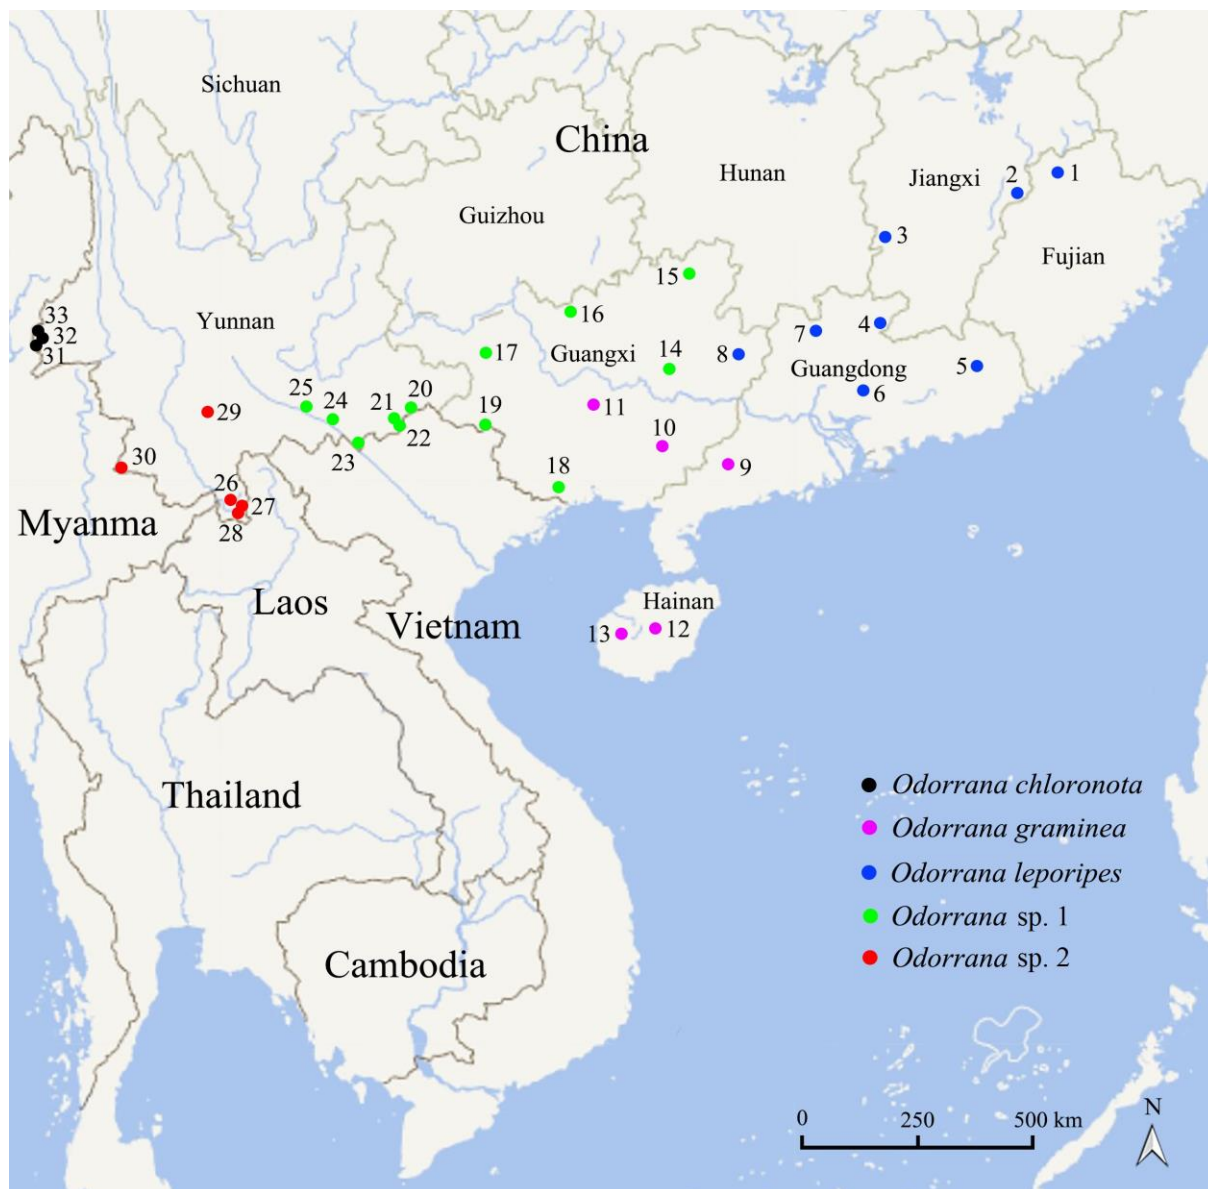 Sichuan
China
Hunan
Jiangxi
2
1
Guizhou
3
Fujian
15
33
32
31
Yunnan
16
7
4
17
Guangxi
14
8
Guangdong
5
6
25
24
21
20
19
11
29
22
23
10
9
30
18
26
27
28
Myanma
Laos
Vietnam
Hainan
13
12
Thailand
Odorrana chloronota
Odorrana graminea
Odorrana leporipes
Odorrana sp. 1
Odorrana sp. 2
Cambodia
0 250 500 km
N